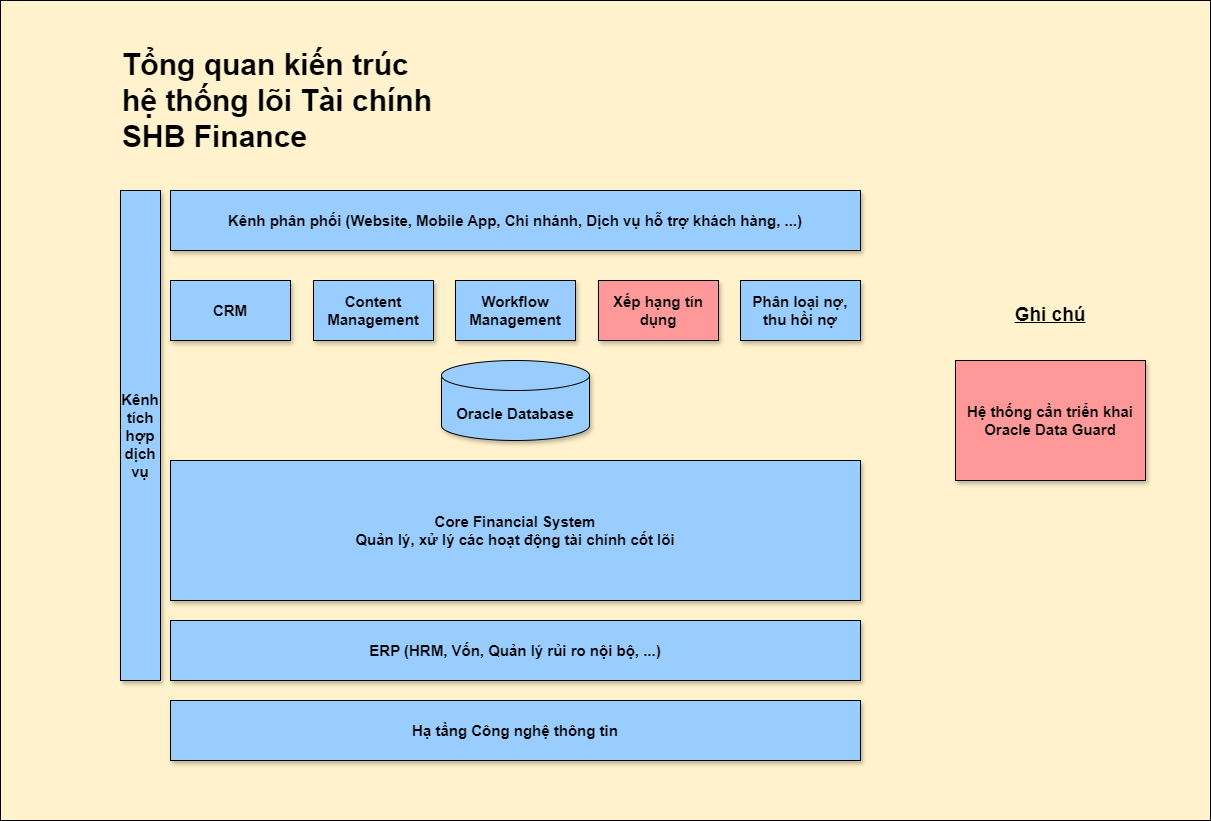 Tổng quan kiến trúc
hệ thống lõi Tài chính
SHB Finance
Kênh phân phối (Website, Mobile App, Chi nhánh, Dịch vụ hỗ trợ khách hàng, ...)
CRM
Content
Management
Workflow
Management
Xếp hạng tín
dụng
Phân loại nợ,
thu hồi nợ
Ghi chú
Kênh
tích
hợp
dịch
vụ
Oracle Database
Hệ thống cần triển khai
Oracle Data Guard
Core Financial System
Quản lý, xử lý các hoạt động tài chính cốt lõi
ERP (HRM, Vốn, Quản lý rủi ro nội bộ, ...)
Hạ tầng Công nghệ thông tin